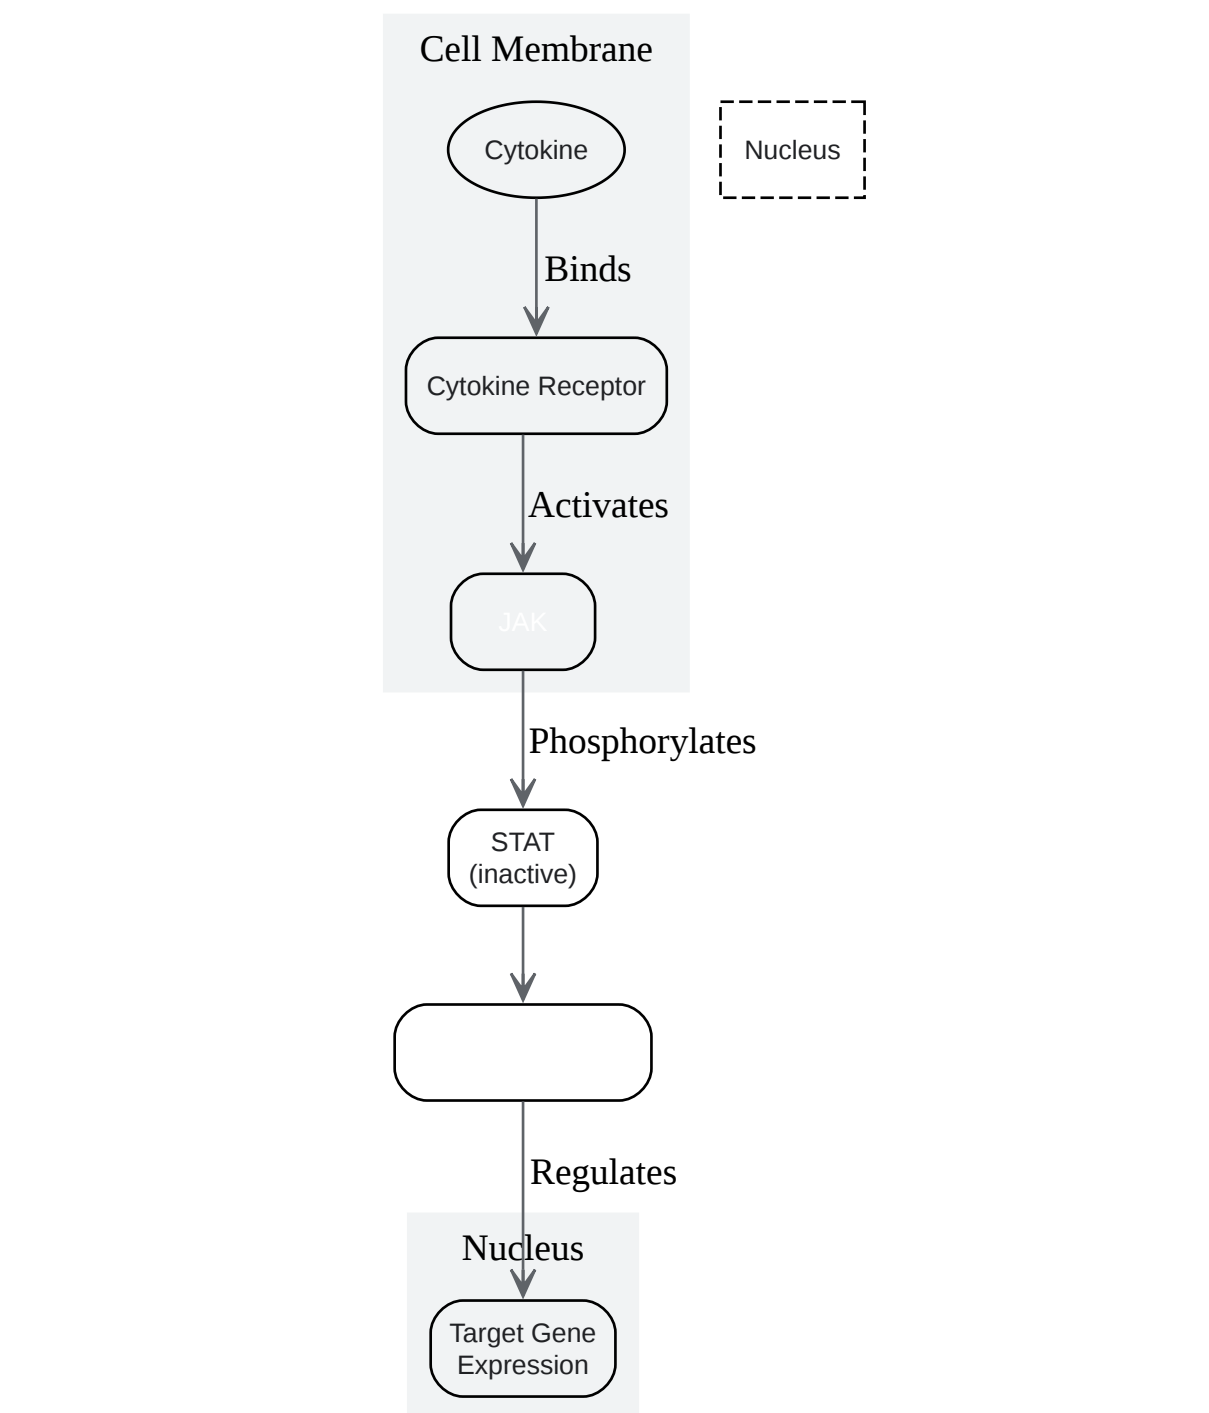 Cell Membrane
Cytokine
Nucleus
Binds
Cytokine Receptor
Activates
JAK
Phosphorylates
STAT
(inactive)
Regulates
Nucleus
Target Gene
Expression